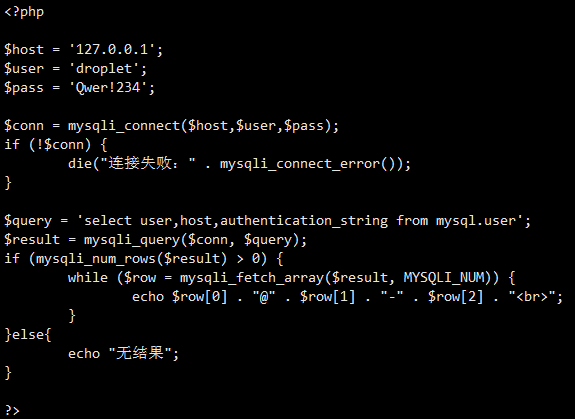 <?php
$host = '127.0.0.1';
$user = 'droplet';
$pass = 'Qwer!234';
$conn = mysqli_connect($host,$user,$pass);
if (!$conn) {
        die("连接失败：" . mysqli_connect_error());
}
$query = 'select user,host,authentication_string from mysql.user';
$result = mysqli_query($conn, $query);
if (mysqli_num_rows($result) > 0) {
        while ($row = mysqli_fetch_array($result, MYSQLI_NUM)) {
                echo $row[0] . "@" . $row[1] . "-" . $row[2] . "<br>";
        }
}else{
        echo "无结果";
}
?>